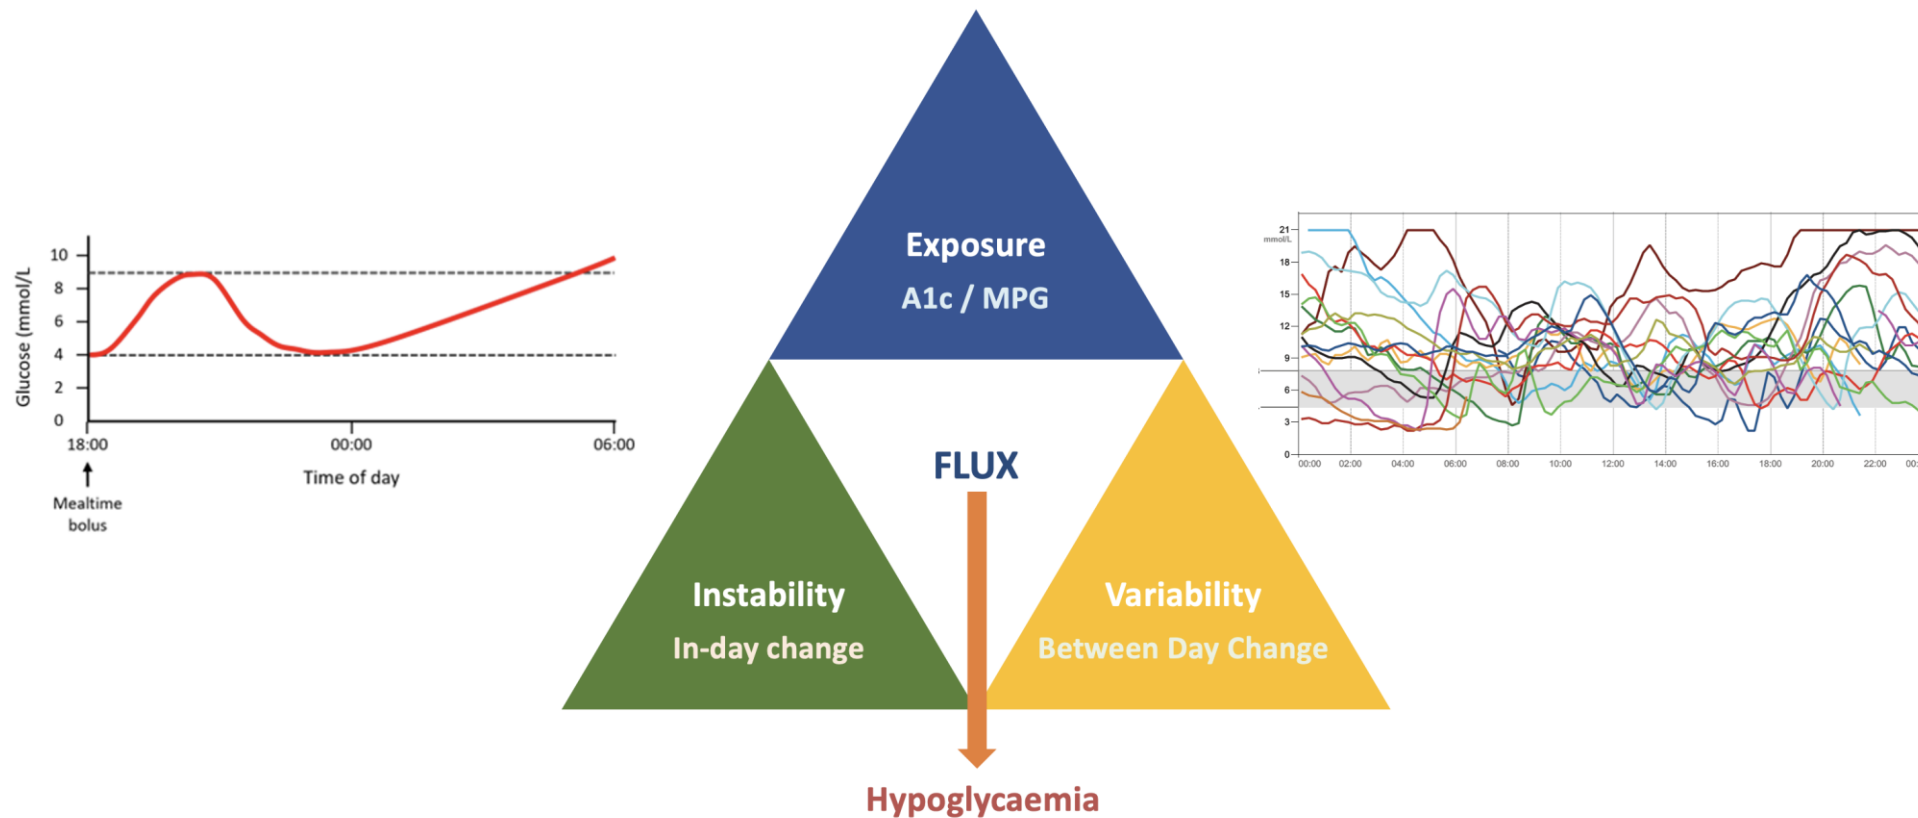 Exposure
A1c / MPG
Glucose (mmol/L
10
8
6
4
2
0
18:00
00:00
06:00
Time of day
Mealtime
bolus
FLUX
Instability
In-day change
Variability
Between Day Change
Hypoglycaemia
21
mmol/L
18
15
12
9
6
3
0
00:00 02:00 04:00 06:00 08:00 10:00 12:00 14:00 16:00 18:00 20:00 22:00 00: